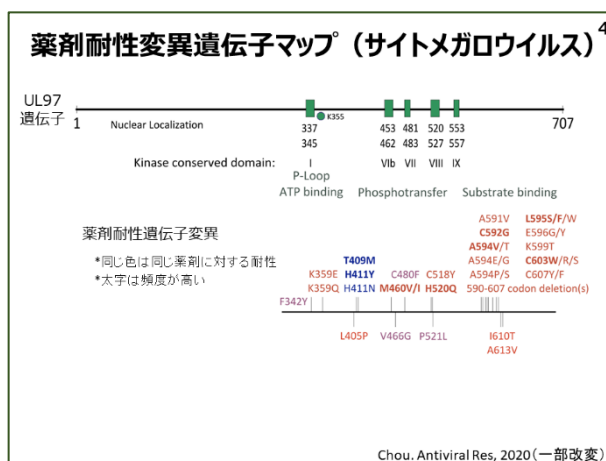 薬剤耐性変異遺伝子マップ（サイトメガロウイルス）4
UL97
遺伝子
1
Nuclear Localization
K355
707
337 453 481 520 553
345 462 483 527 557
Kinase conserved domain: I VIb VII VIII IX
P-Loop
ATP binding Phosphotransfer Substrate binding
薬剤耐性遺伝子変異
*同じ色は同じ薬剤に対する耐性
*太字は頻度が高い
A591V L595S/F/W
C592G E596G/Y
A594V/T K599T
T409M A594E/G C603W/R/S
K359E H411Y C480F C518Y A594P/S C607Y/F
K359Q H411N M460V/I H520Q 590-607 codon deletion(s)
F342Y
L405P V466G P521L I610T
A613V
Chou. Antiviral Res, 2020（一部改変）